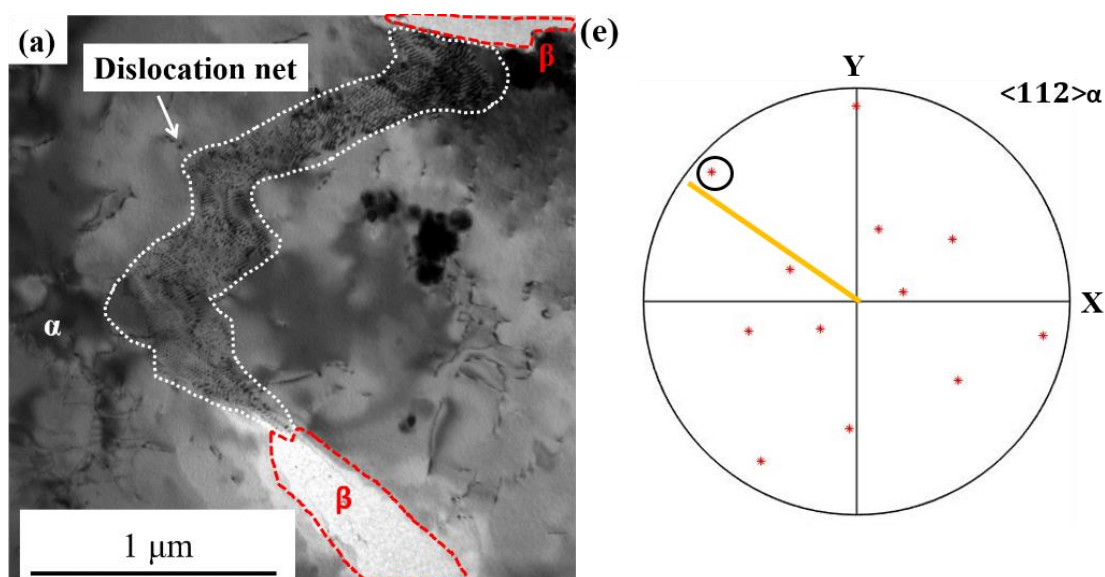 (a)
β
Dislocation net
α
β
1 μm
(e)
Y
<112>α
X